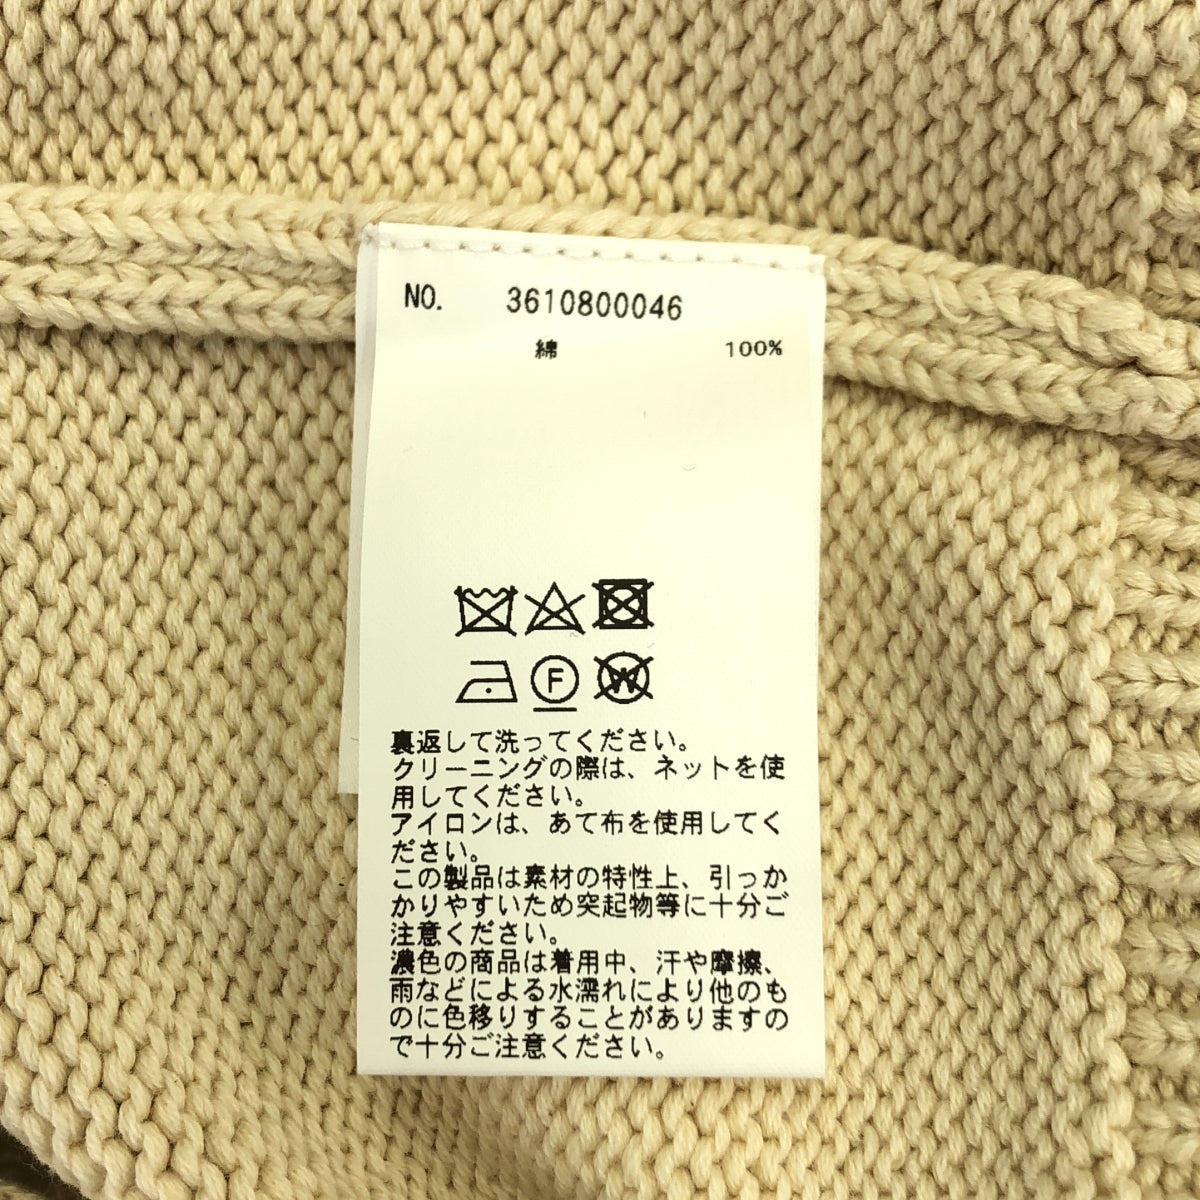 NO. 3610800046
綿 100%
F
W
裏返して洗ってください。
クリーニングの際は、ネットを使
用してください。
アイロンは、あて布を使用してく
ださい。
この製品は素材の特性上、引っか
かりやすいため突起物等に十分ご
注意ください。
濃色の商品は着用中、汗や摩擦、
雨などによる水濡れにより他のも
のに色移りすることがありますの
で十分ご注意ください。